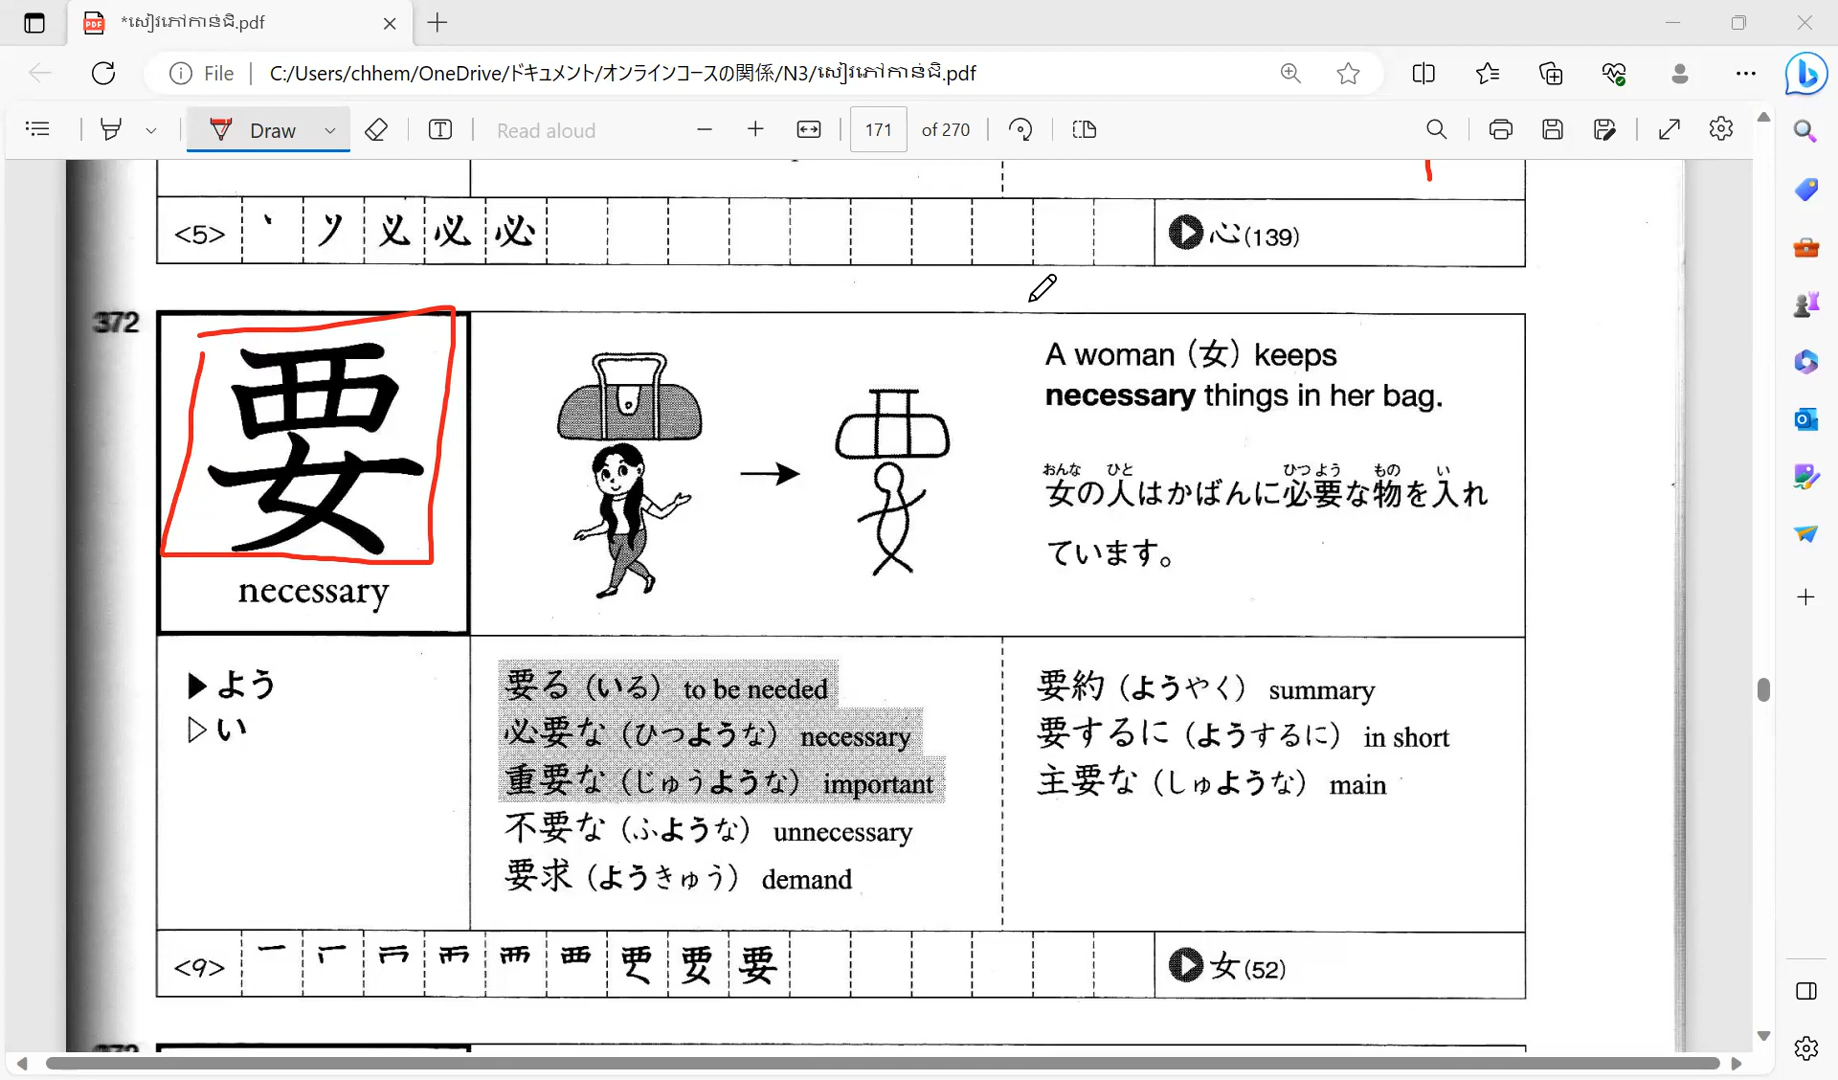 *សៀវភៅកាន់ជិ.pdf
File
C:/Users/chhem/OneDrive/ドキュメント/オンラインコースの関係/N3/សៀវភៅកាន់ជិ.pdf
Draw
Read aloud
171 of 270
<5> 必 必 心(139)
372
要
necessary
A woman (女) keeps
necessary things in her bag.
おんな ひと ひつよう もの い
女の人はかばんに必要な物を入れ
ています。
▶よう
▷い
要る (いる) to be needed
必要な (ひつような) necessary
重要な (じゅうような) important
不要な (ふような) unnecessary
要求 (ようきゅう) demand
要約 (ようやく) summary
要するに (ようするに) in short
主要な (しゅような) main
<9> 要 女(52)